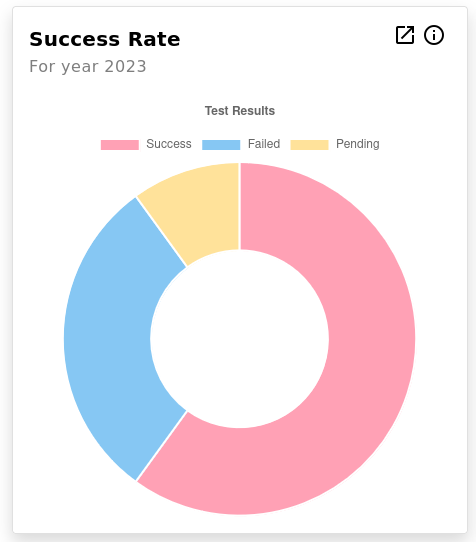 Success Rate
For year 2023
Test Results
Success Failed Pending